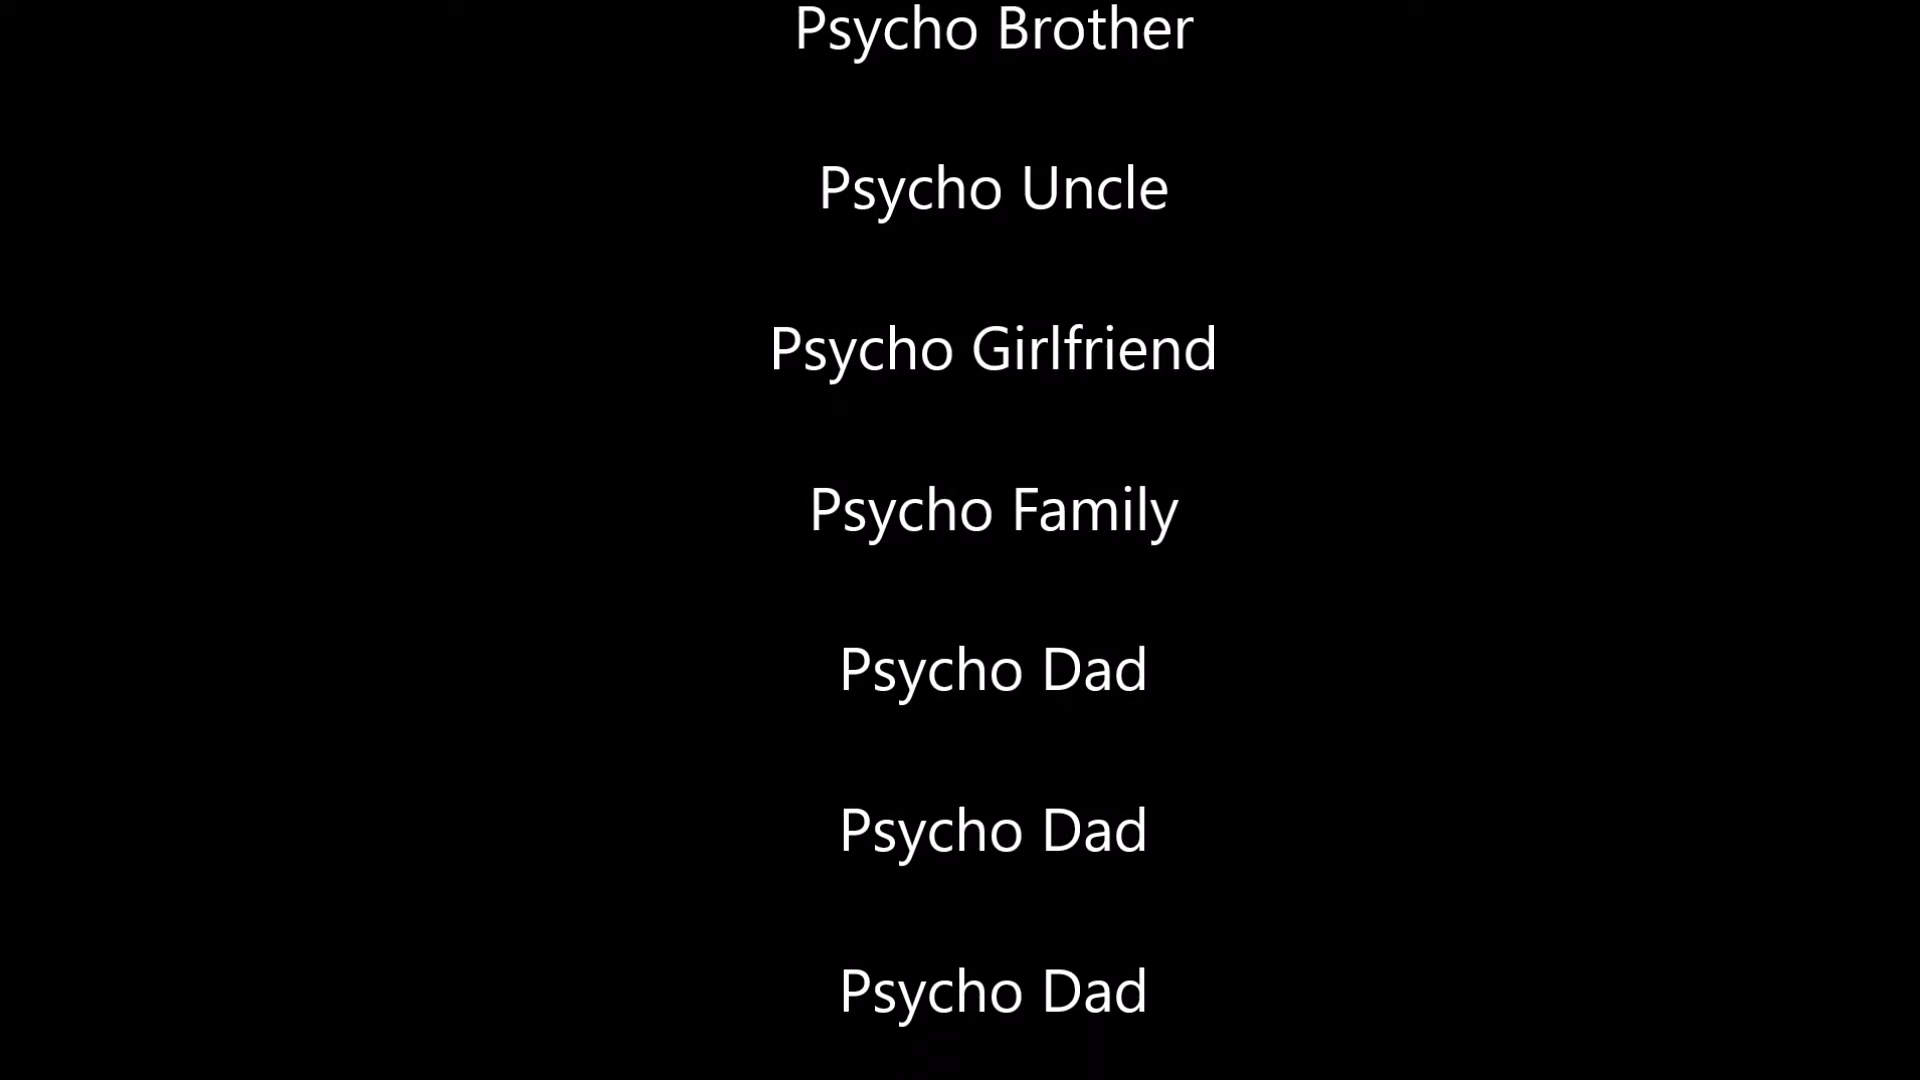 Psycho Brother
Psycho Uncle
Psycho Girlfriend
Psycho Family
Psycho Dad
Psycho Dad
Psycho Dad